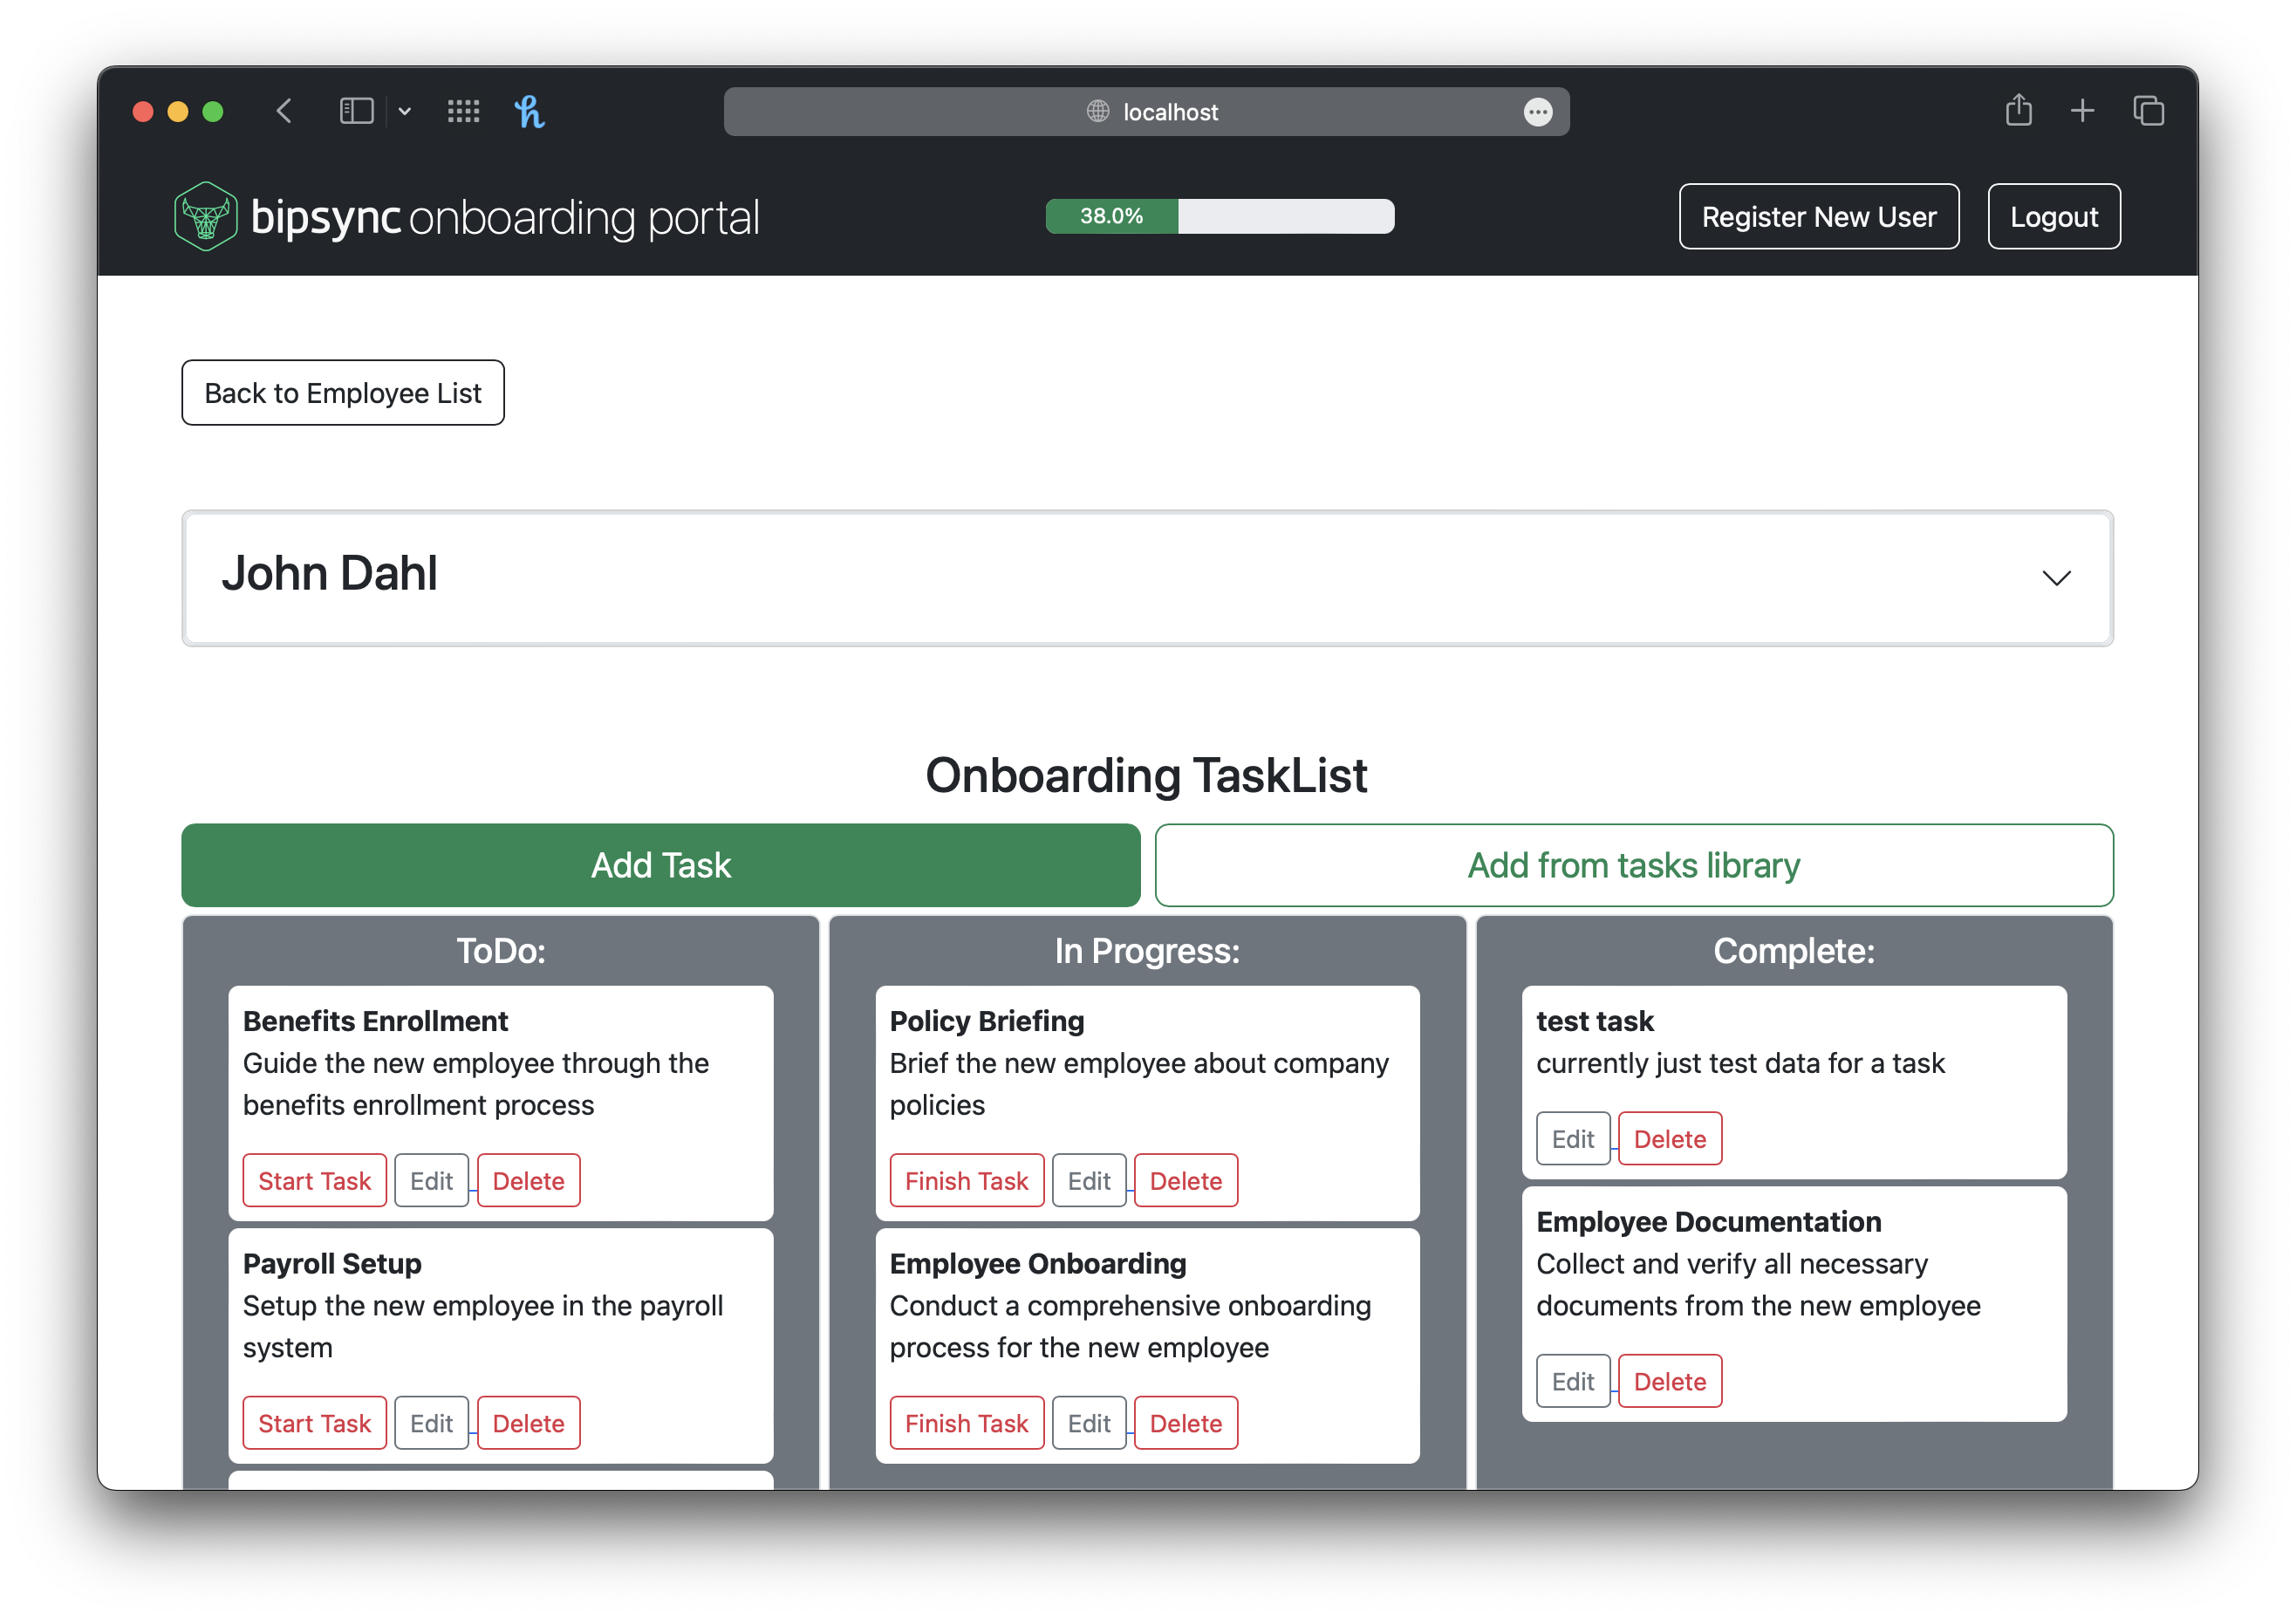 localhost
bipsync onboarding portal
38.0%
Register New User
Logout
Back to Employee List
John Dahl
Onboarding TaskList
Add Task
Add from tasks library
ToDo:
Benefits Enrollment
Guide the new employee through the
benefits enrollment process
Start Task
Edit
Delete
Payroll Setup
Setup the new employee in the payroll
system
Start Task
Edit
Delete
In Progress:
Policy Briefing
Brief the new employee about company
policies
Finish Task
Edit
Delete
Employee Onboarding
Conduct a comprehensive onboarding
process for the new employee
Finish Task
Edit
Delete
Complete:
test task
currently just test data for a task
Edit
Delete
Employee Documentation
Collect and verify all necessary
documents from the new employee
Edit
Delete